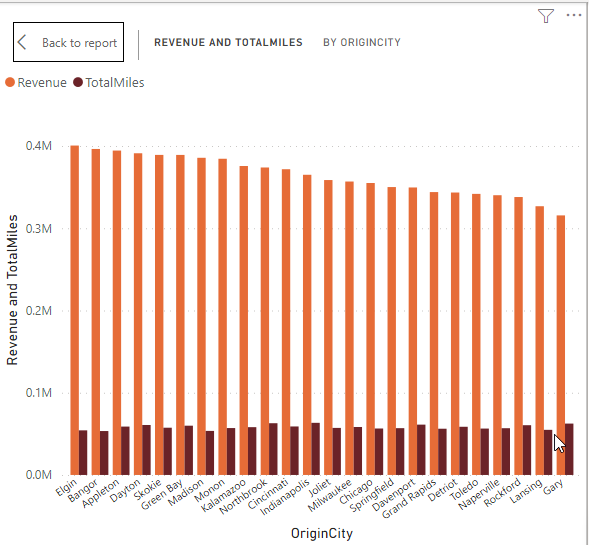 Back to report
REVENUE AND TOTALMILES
BY ORIGINCITY
Revenue
TotalMiles
Revenue and TotalMiles
0.4M
0.3M
0.2M
0.1M
0.0M
Elgin
Bangor
Appleton
Dayton
Skokie
Green Bay
Madison
Monon
Kalamazoo
Northbrook
Cincinnati
Indianapolis
Joliet
Milwaukee
Chicago
Springfield
Davenport
Grand Rapids
Detriot
Toledo
Naperville
Rockford
Lansing
Gary
OriginCity